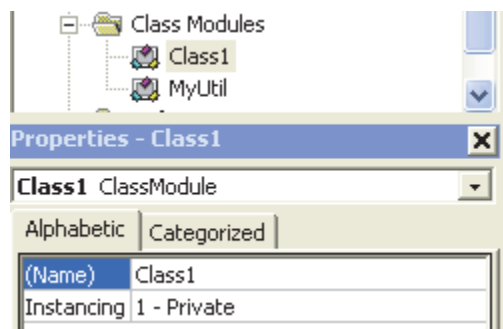 Class Modules
Class1
MyUtil
Properties - Class1
Class1 ClassModule
Alphabetic Categorized
(Name) Class1
Instancing 1 - Private